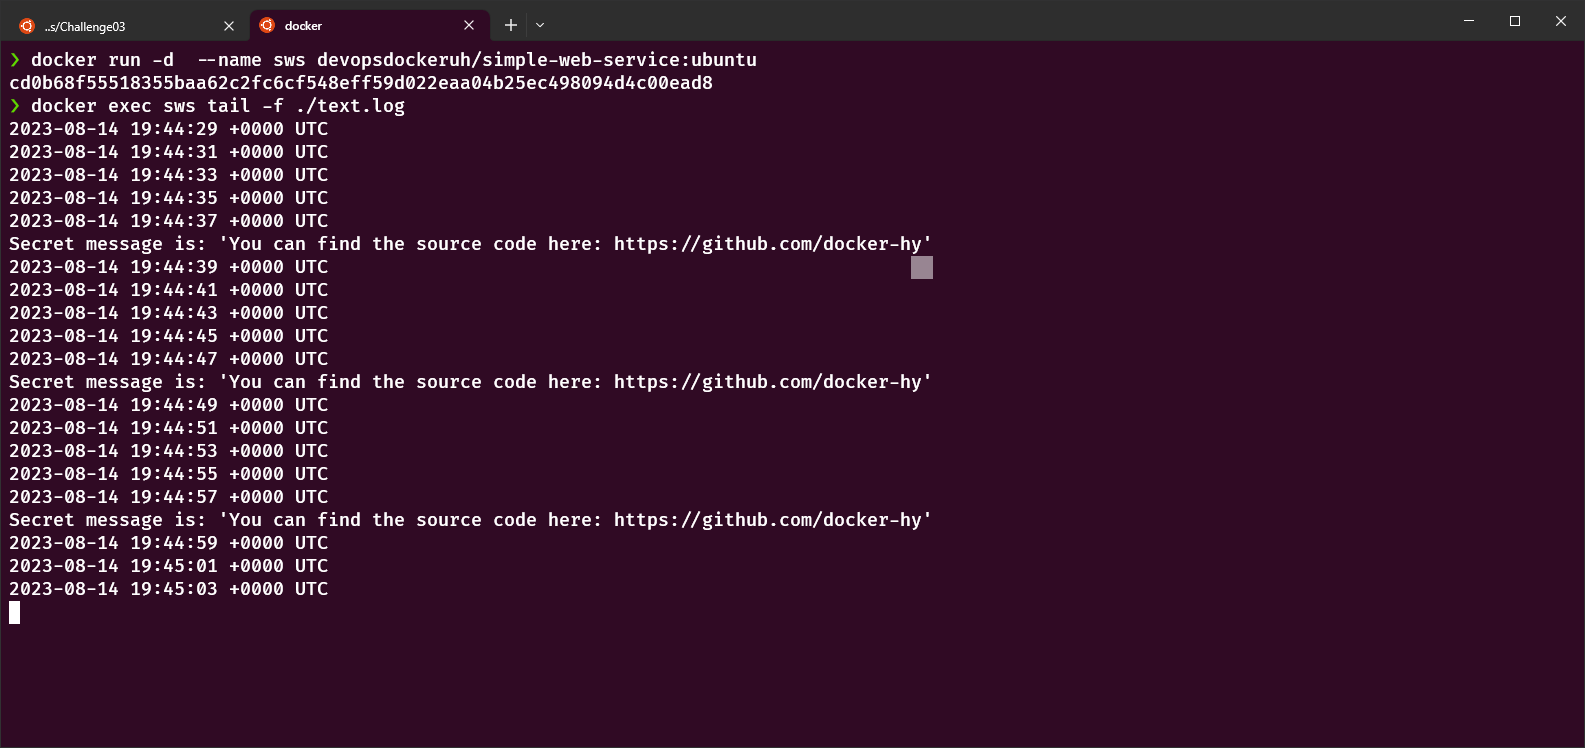 ..s/Challenge03
docker
❯ docker run -d  --name sws devopsdockeruh/simple-web-service:ubuntu
cd0b68f55518355baa62c2fc6cf548eff59d022eaa04b25ec498094d4c00ead8
❯ docker exec sws tail -f ./text.log
2023-08-14 19:44:29 +0000 UTC
2023-08-14 19:44:31 +0000 UTC
2023-08-14 19:44:33 +0000 UTC
2023-08-14 19:44:35 +0000 UTC
2023-08-14 19:44:37 +0000 UTC
Secret message is: 'You can find the source code here: https://github.com/docker-hy'
2023-08-14 19:44:39 +0000 UTC
2023-08-14 19:44:41 +0000 UTC
2023-08-14 19:44:43 +0000 UTC
2023-08-14 19:44:45 +0000 UTC
2023-08-14 19:44:47 +0000 UTC
Secret message is: 'You can find the source code here: https://github.com/docker-hy'
2023-08-14 19:44:49 +0000 UTC
2023-08-14 19:44:51 +0000 UTC
2023-08-14 19:44:53 +0000 UTC
2023-08-14 19:44:55 +0000 UTC
2023-08-14 19:44:57 +0000 UTC
Secret message is: 'You can find the source code here: https://github.com/docker-hy'
2023-08-14 19:44:59 +0000 UTC
2023-08-14 19:45:01 +0000 UTC
2023-08-14 19:45:03 +0000 UTC